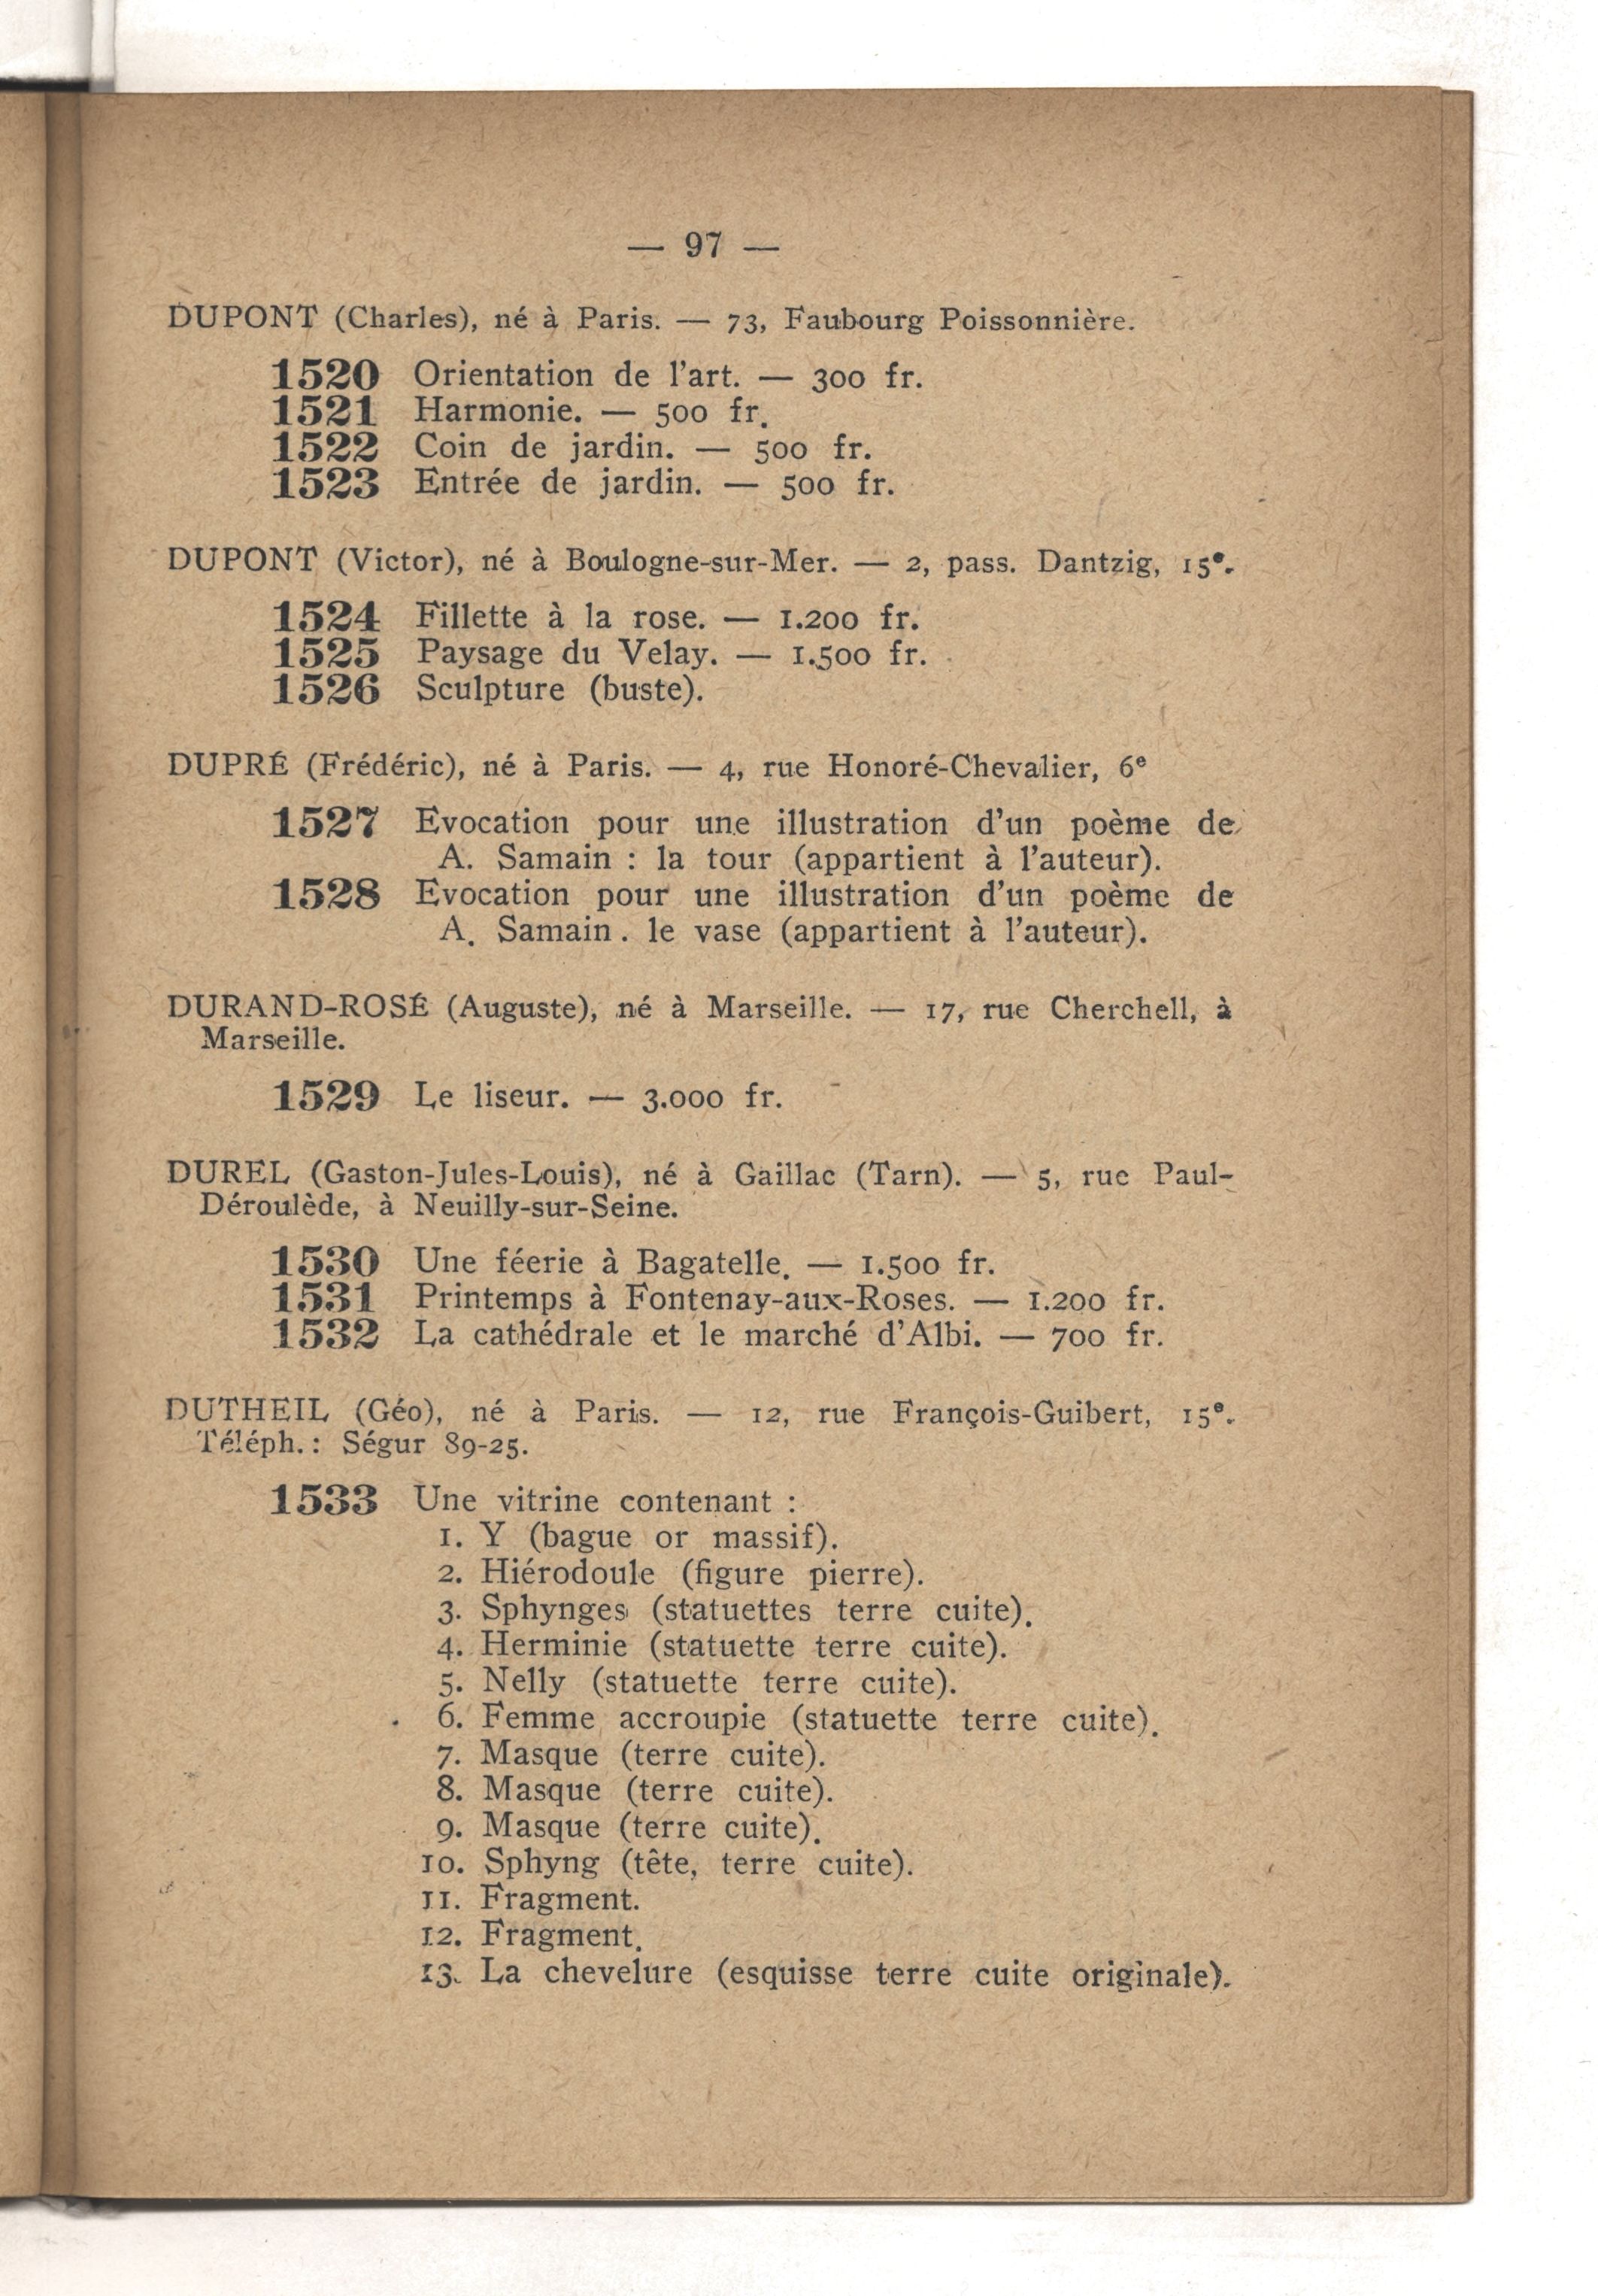 — 97 —
DUPONT (Charles), né à Paris. — 73, Faubourg Poissonnière.
1520 Orientation de l'art. — 300 fr.
1521 Harmonie. — 500 fr.
1522 Coin de jardin. — 500 fr.
1523 Entrée de jardin. — 500 fr.
DUPONT (Victor), né à Boulogne-sur-Mer. — 2, pass. Dantzig, 15e.
1524 Fillette à la rose. — 1.200 fr.
1525 Paysage du Velay. — 1.500 fr.
1526 Sculpture (buste).
DUPRÉ (Frédéric), né à Paris. — 4, rue Honoré-Chevalier, 6e
1527 Evocation pour une illustration d'un poème de
A. Samain : la tour (appartient à l'auteur).
1528 Evocation pour une illustration d'un poème de
A. Samain. le vase (appartient à l'auteur).
DURAND-ROSÉ (Auguste), né à Marseille. — 17, rue Cherchell, à
Marseille.
1529 Le liseur. — 3.000 fr.
DUREL (Gaston-Jules-Louis), né à Gaillac (Tarn). — 5, rue Paul-
Déroulède, à Neuilly-sur-Seine.
1530 Une féerie à Bagatelle. — 1.500 fr.
1531 Printemps à Fontenay-aux-Roses. — 1.200 fr.
1532 La cathédrale et le marché d'Albi. — 700 fr.
DUTHEIL (Géo), né à Paris. — 12, rue François-Guibert, 15e.
Téléph. : Ségur 89-25.
1533 Une vitrine contenant :
1. Y (bague or massif).
2. Hiérodoule (figure pierre).
3. Sphynges (statuettes terre cuite).
4. Herminie (statuette terre cuite).
5. Nelly (statuette terre cuite).
6. Femme accroupie (statuette terre cuite).
7. Masque (terre cuite).
8. Masque (terre cuite).
9. Masque (terre cuite).
10. Sphyng (tête, terre cuite).
11. Fragment.
12. Fragment.
13. La chevelure (esquisse terre cuite originale).